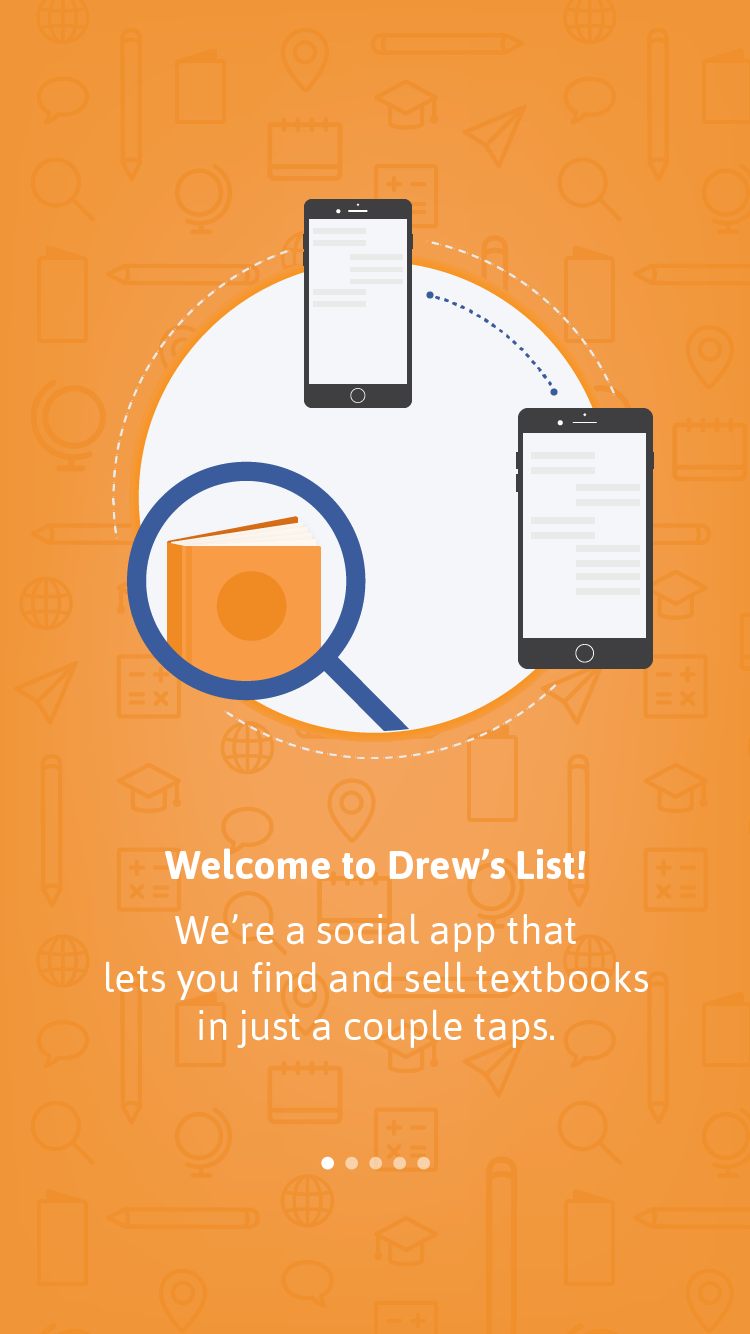 Welcome to Drew’s List!
We’re a social app that
lets you find and sell textbooks
in just a couple taps.